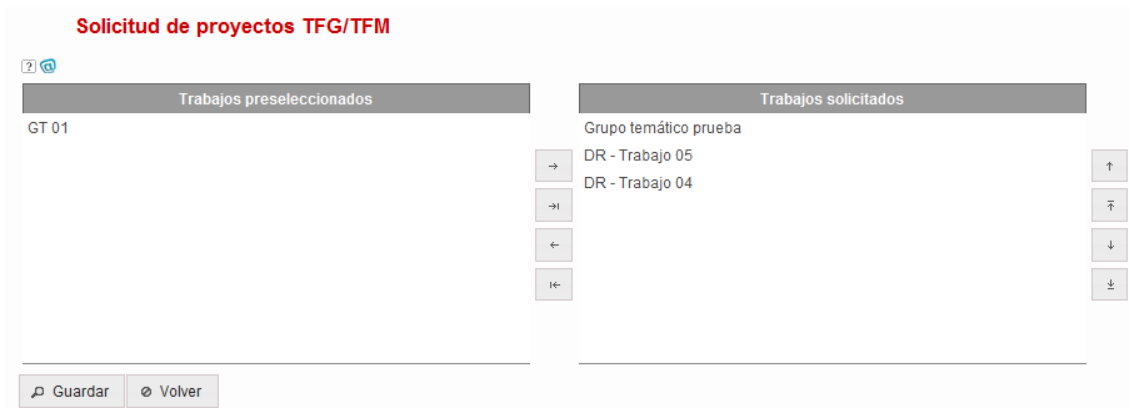 Solicitud de proyectos TFG/TFM
? @
Trabajos preseleccionados
GT 01
Trabajos solicitados
Grupo temático prueba
DR - Trabajo 05
DR - Trabajo 04
Guardar
Volver